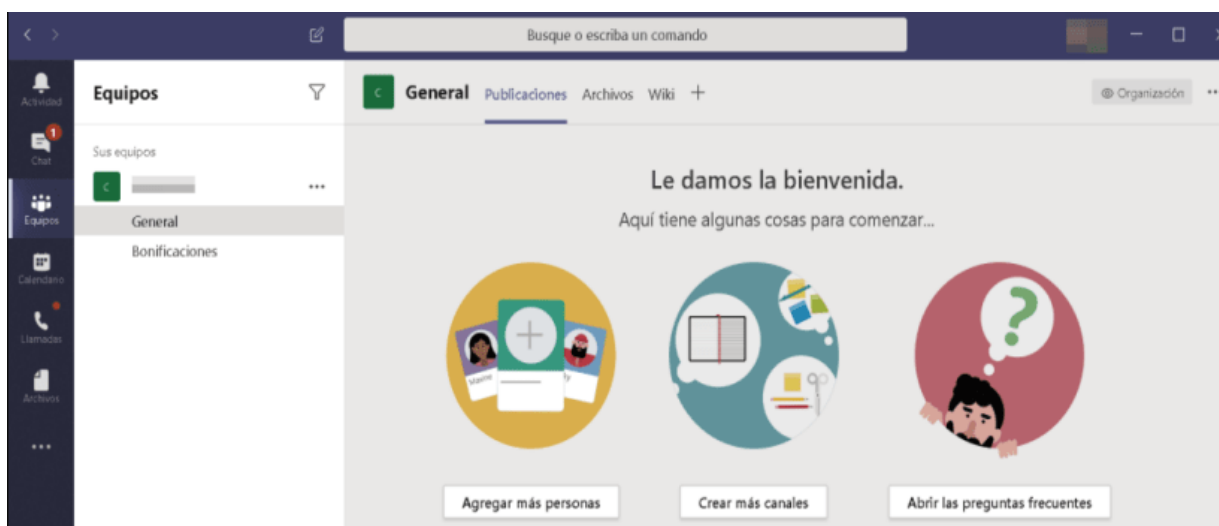 Busque o escriba un comando
Actividad
1
Chat
Equipos
Calendario
Llamadas
Archivos
Equipos
Sus equipos
C
General
Bonificaciones
C General Publicaciones Archivos Wiki
Organización
Le damos la bienvenida.
Aquí tiene algunas cosas para comenzar...
Maxine
?
Agregar más personas
Crear más canales
Abrir las preguntas frecuentes